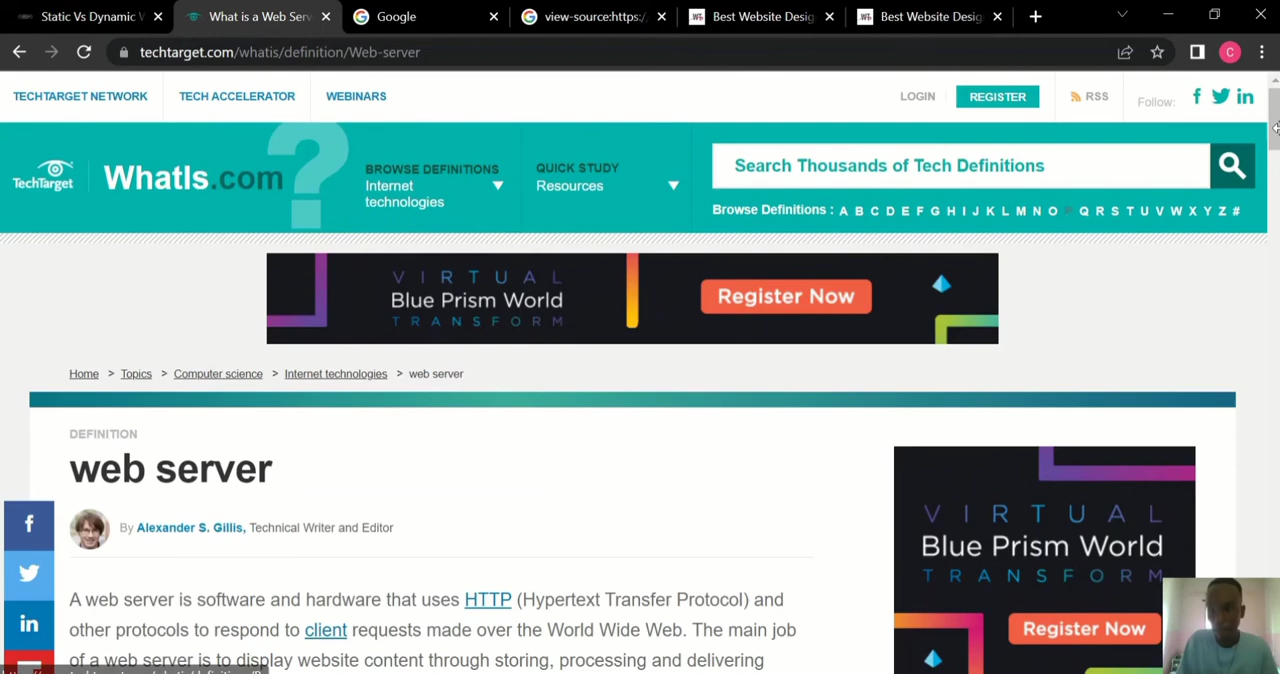 Static Vs Dynamic
What is a Web Serv
Google
view-source:https:/
Best Website Desig
Best Website Desig
techtarget.com/whatis/definition/Web-server
C
TECHTARGET NETWORK
TECH ACCELERATOR
WEBINARS
LOGIN
REGISTER
RSS
Follow:
TechTarget
WhatIs.com
BROWSE DEFINITIONS
Internet
technologies
QUICK STUDY
Resources
Search Thousands of Tech Definitions
Browse Definitions : A B C D E F G H I J K L M N O P Q R S T U V W X Y Z #
VIRTUAL
Blue Prism World
TRANSFORM
Register Now
Home > Topics > Computer science > Internet technologies > web server
DEFINITION
web server
By Alexander S. Gillis, Technical Writer and Editor
A web server is software and hardware that uses HTTP (Hypertext Transfer Protocol) and
other protocols to respond to client requests made over the World Wide Web. The main job
of a web server is to display website content through storing, processing and delivering
VIRTUAL
Blue Prism World
TRANSFORM
Register Now